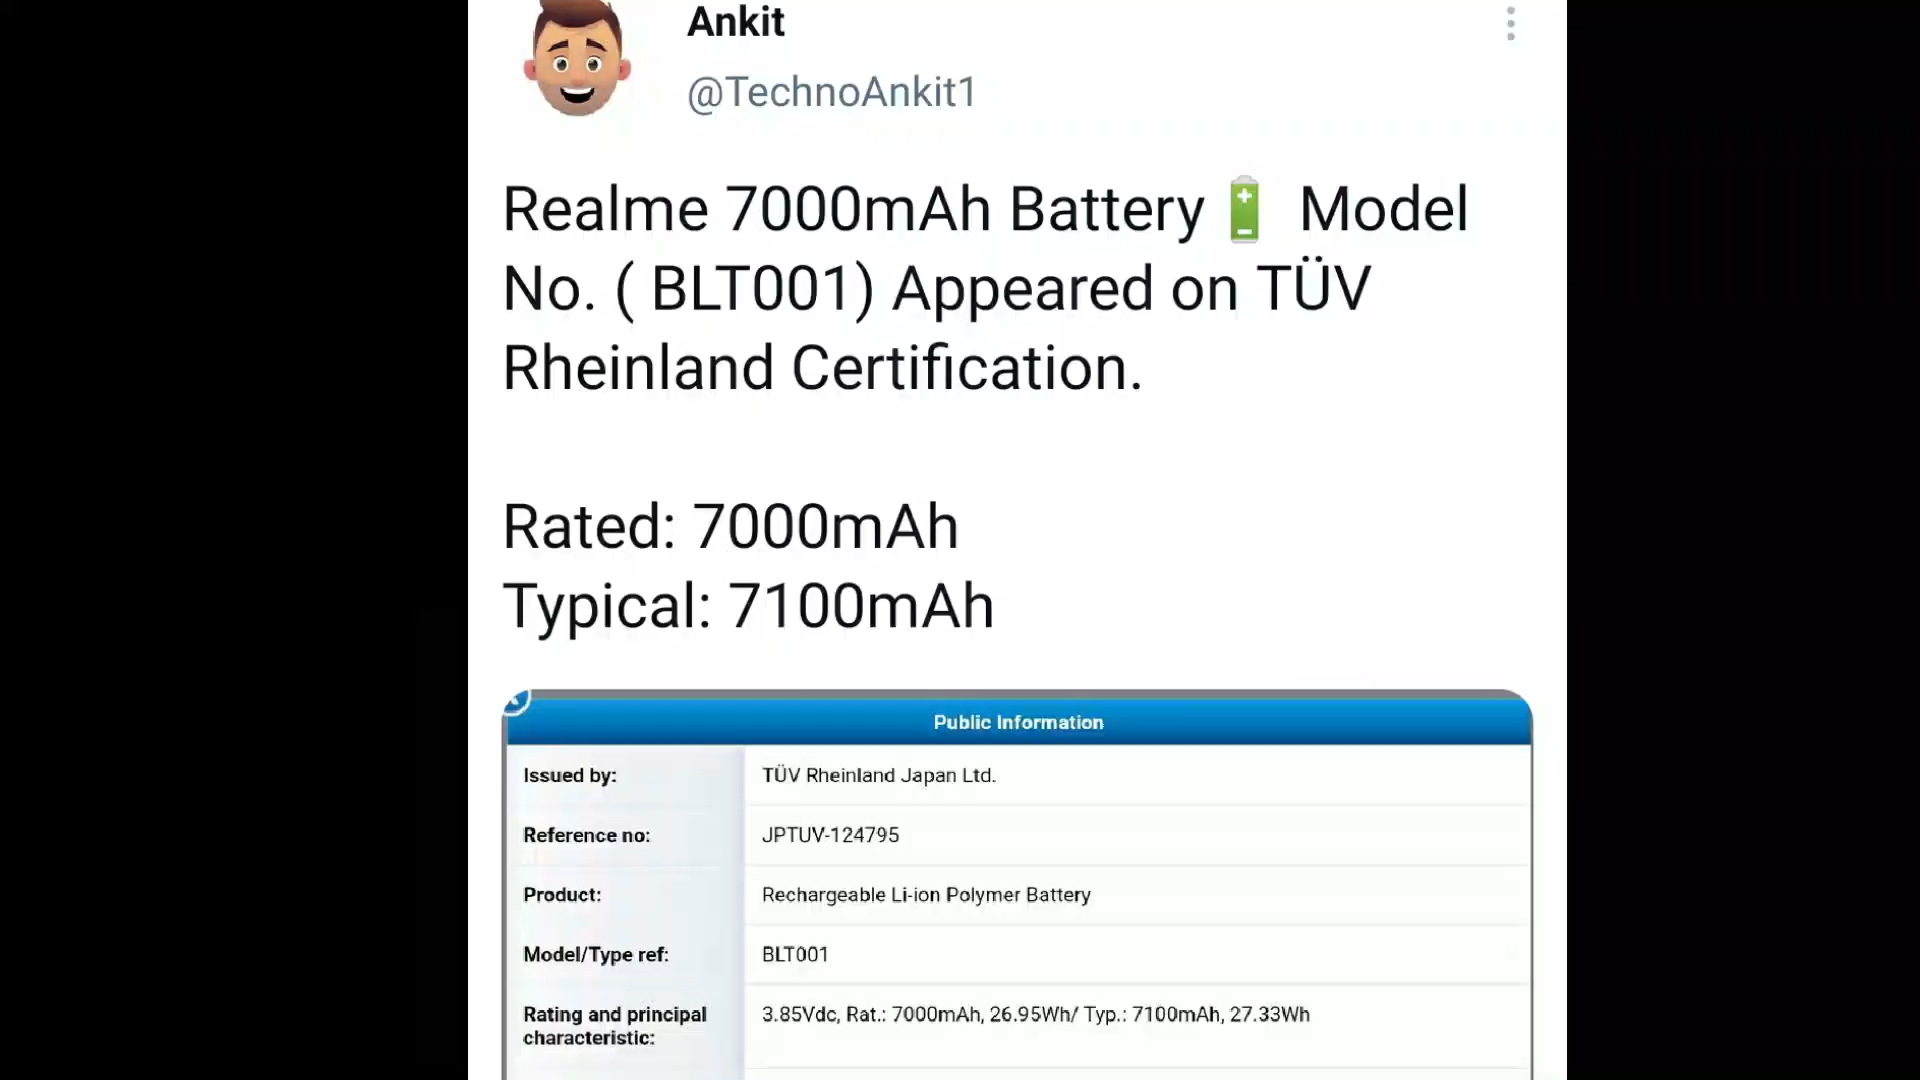 Ankit
@TechnoAnkit1
Realme 7000mAh Battery🔋 Model
No. ( BLT001) Appeared on TÜV
Rheinland Certification.
Rated: 7000mAh
Typical: 7100mAh
Public Information
Issued by: TÜV Rheinland Japan Ltd.
Reference no: JPTUV-124795
Product: Rechargeable Li-ion Polymer Battery
Model/Type ref: BLT001
Rating and principal 3.85Vdc, Rat.: 7000mAh, 26.95Wh/ Typ.: 7100mAh, 27.33Wh
characteristic: